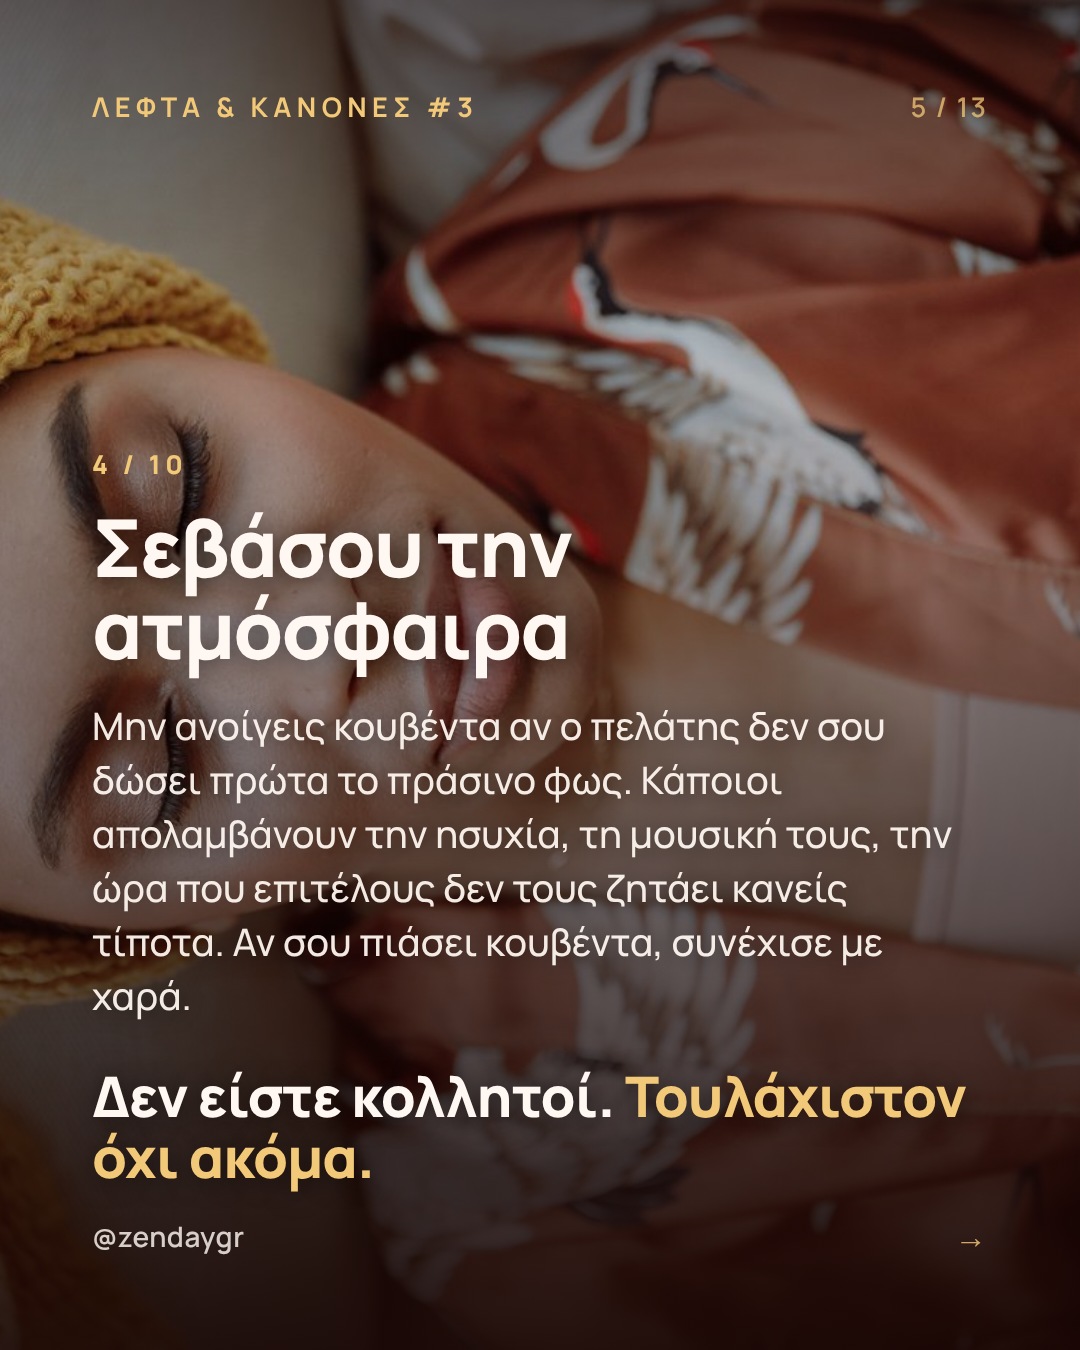 ΛΕΦΤΑ & ΚΑΝΟΝΕΣ #3
5 / 13
4 / 10
Σεβάσου την
ατμόσφαιρα
Μην ανοίγεις κουβέντα αν ο πελάτης δεν σου
δώσει πρώτα το πράσινο φως. Κάποιοι
απολαμβάνουν την ησυχία, τη μουσική τους, την
ώρα που επιτέλους δεν τους ζητάει κανείς
τίποτα. Αν σου πιάσει κουβέντα, συνέχισε με
χαρά.
Δεν είστε κολλητοί. Τουλάχιστον
όχι ακόμα.
@zendaygr
→